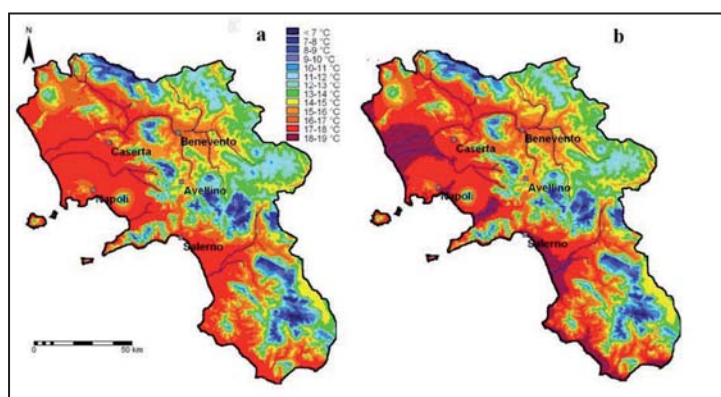 N
a
< 7 °C
7-8 °C
8-9 °C
9-10 °C
10-11 °C
11-12 °C
12-13 °C
13-14 °C
14-15 °C
15-16 °C
16-17 °C
17-18 °C
18-19 °C
Benevento
Caserta
Avellino
Napoli
Salerno
0 50 km
b
Benevento
Caserta
Avellino
Napoli
Salerno